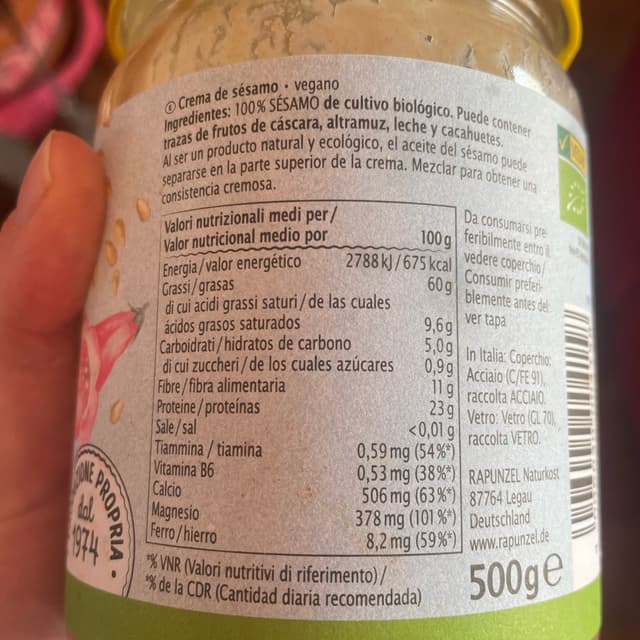 Crema de sésamo · vegano
Ingredientes: 100% SÉSAMO de cultivo biológico. Puede contener
trazas de frutos de cáscara, altramuz, leche y cacahuetes.
Al ser un producto natural y ecológico, el aceite del sésamo puede
separarse en la parte superior de la crema. Mezclar para obtener una
consistencia cremosa.
Valori nutrizionali medi per/
Valor nutricional medio por 100g
Energia/valor energético 2788 kJ/675 kcal
Grassi/grasas 60g
di cui acidi grassi saturi/de las cuales
ácidos grasos saturados 9,6g
Carboidrati/hidratos de carbono 5,0g
di cui zuccheri/de los cuales azúcares 0,9g
Fibre/fibra alimentaria 11 g
Proteine/proteínas 23g
Sale/sal <0,01 g
Tiammina / tiamina 0,59 mg (54%*)
Vitamina B6 0,53 mg (38%*)
Calcio 506 mg (63%*)
Magnesio 378 mg (101 %*)
Ferro/hierro 8,2 mg (59%*)
*% VNR (Valori nutritivi di riferimento)/
*% de la CDR (Cantidad diaria recomendada)
Da consumarsi pre-
feribilmente entro il:
vedere coperchio/
Consumir preferi-
blemente antes del:
ver tapa
In Italia: Coperchio:
Acciaio (C/FE 91),
raccolta ACCIAIO.
Vetro: Vetro (GL 70),
raccolta VETRO.
RAPUNZEL Naturkost
87764 Legau
Deutschland
www.rapunzel.de
500g e
IONE PROPRIA •
dal
1974